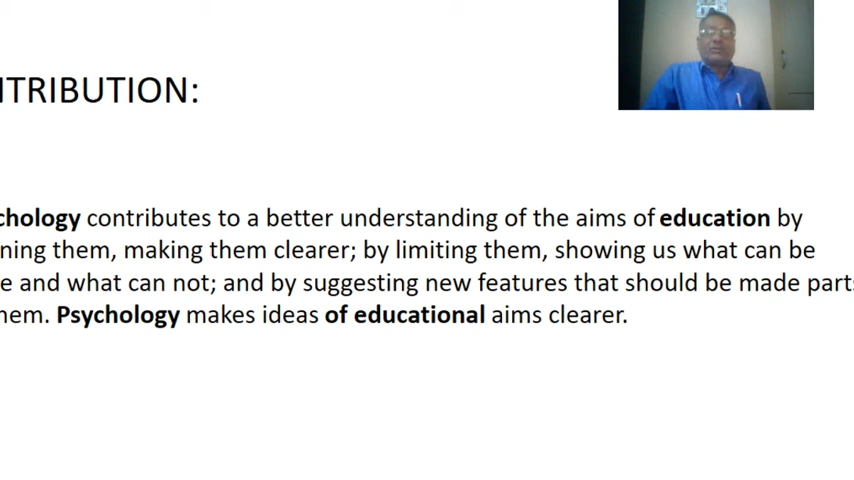 NTRIBUTION:
chology contributes to a better understanding of the aims of education by
ning them, making them clearer; by limiting them, showing us what can be
e and what can not; and by suggesting new features that should be made parts
hem. Psychology makes ideas of educational aims clearer.